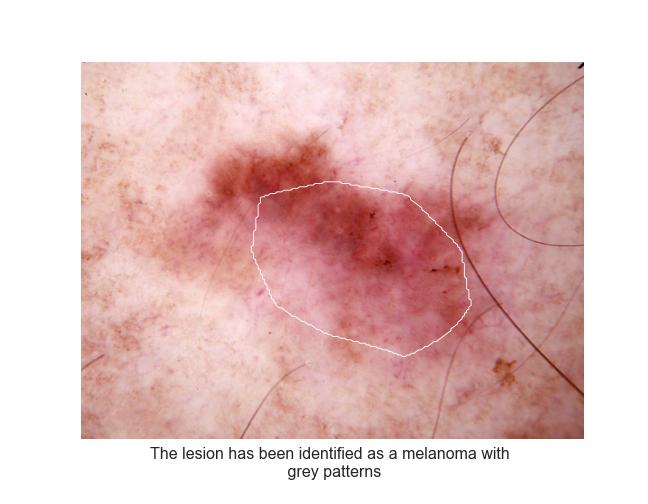 The lesion has been identified as a melanoma with
grey patterns